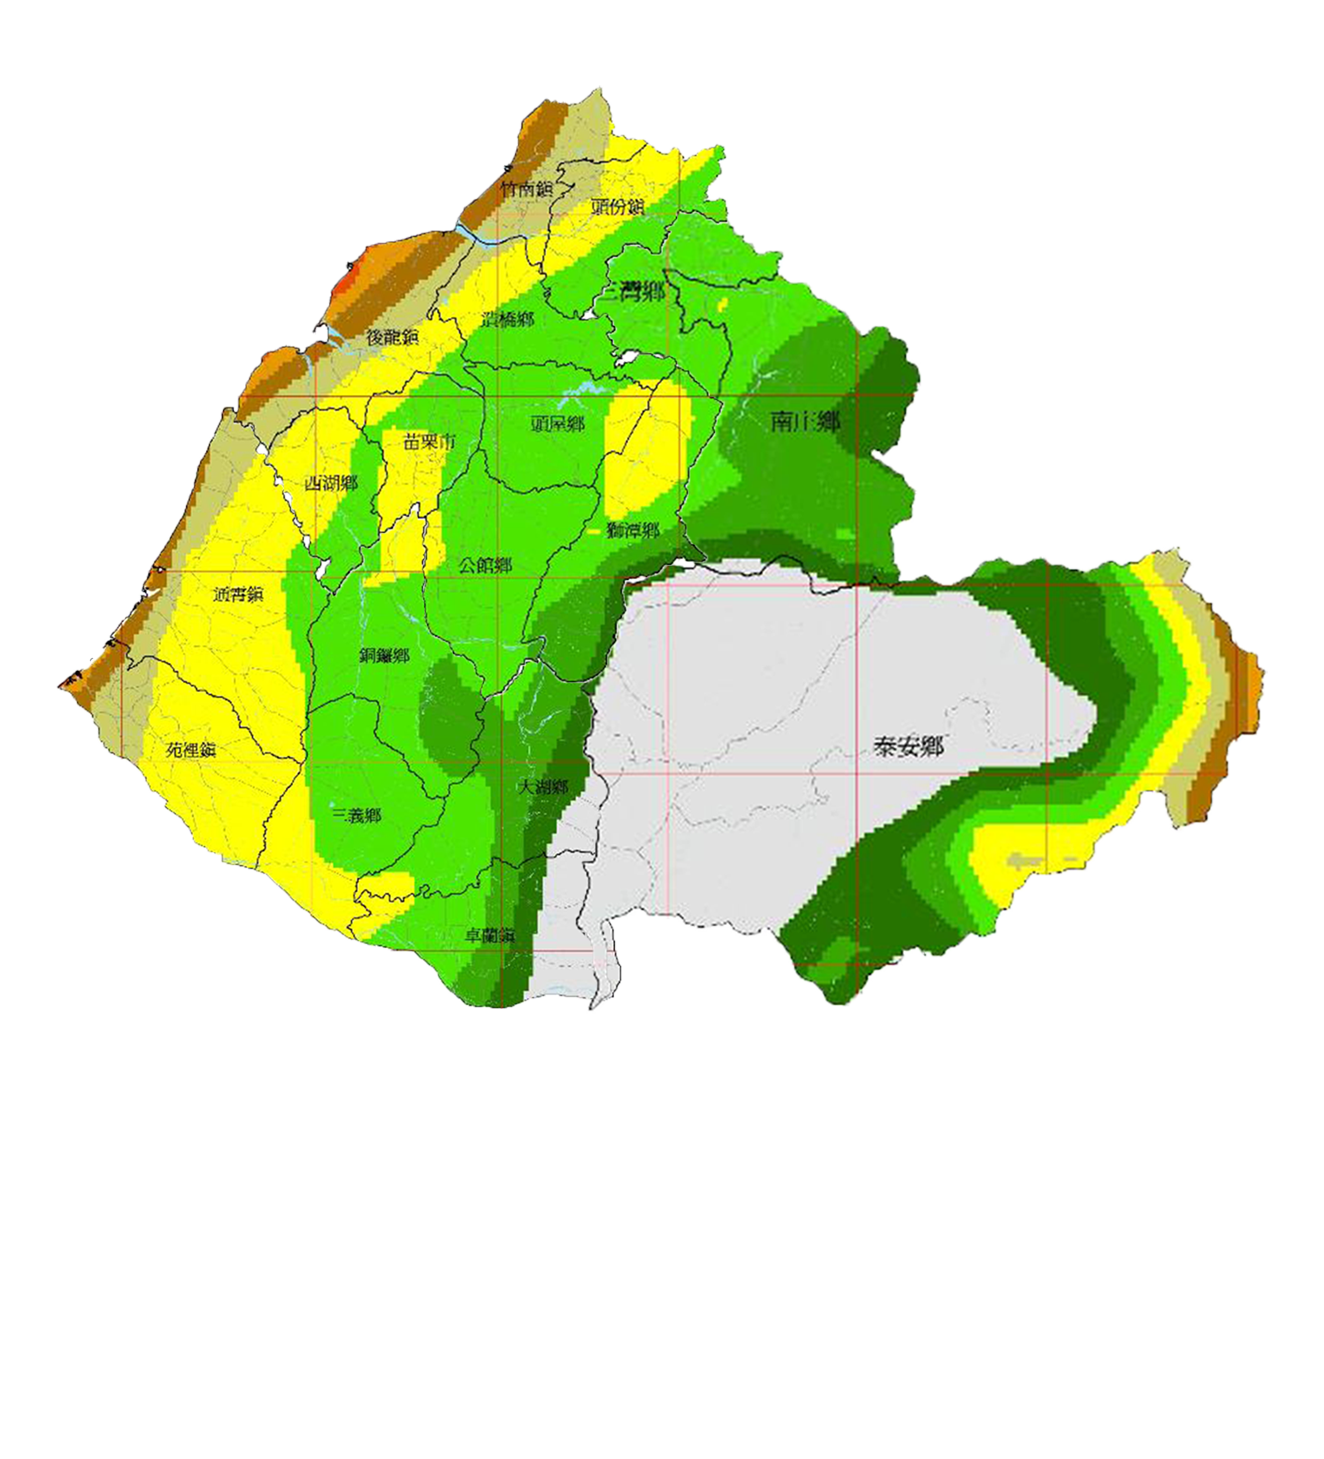 竹南鎮
頭份鎮
三灣鄉
後龍鎮
造橋鄉
南庄鄉
頭屋鄉
苗栗市
西湖鄉
獅潭鄉
公館鄉
通霄鎮
銅鑼鄉
泰安鄉
苑裡鎮
大湖鄉
三義鄉
卓蘭鎮